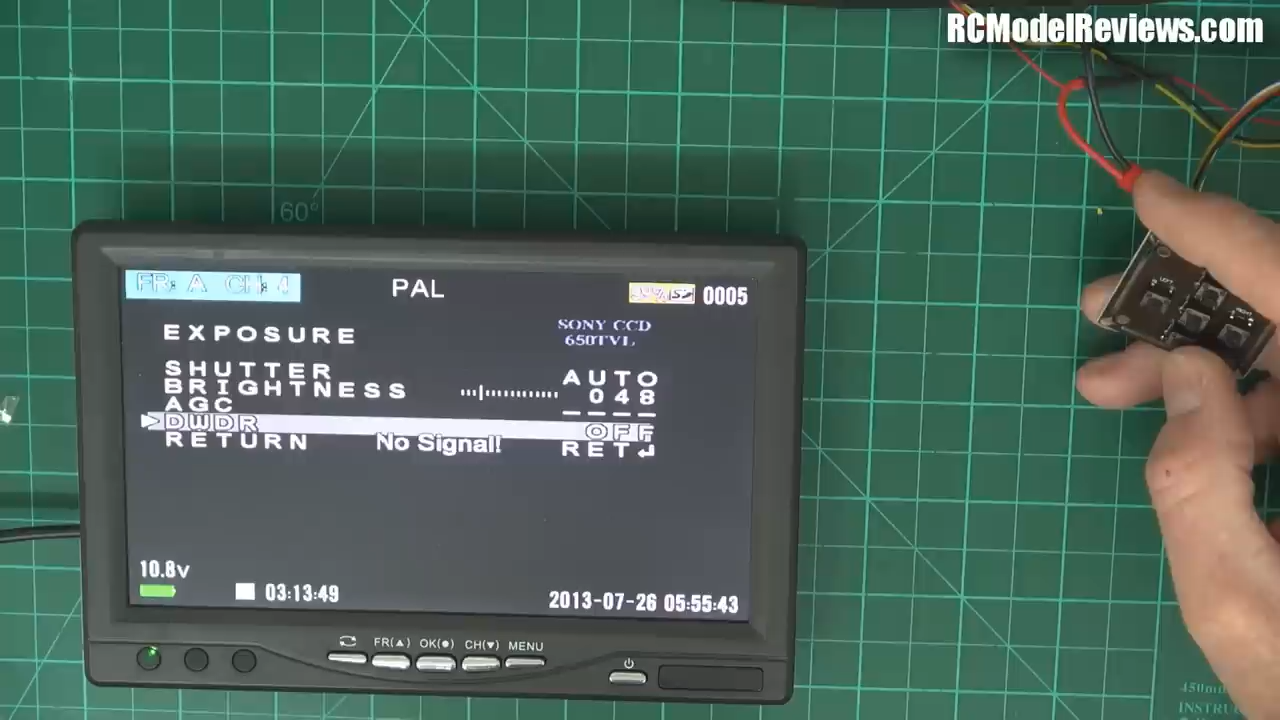 RCModelReviews.com
60°
FR: A CH: 4
PAL
0005
EXPOSURE
SONY CCD
650TVL
SHUTTER AUTO
BRIGHTNESS 048
AGC ----
DWDR OFF
RETURN RET↵
No Signal!
10.8V
03:13:49
2013-07-26 05:55:43
FR(▲) OK(●) CH(▼) MENU
450mm